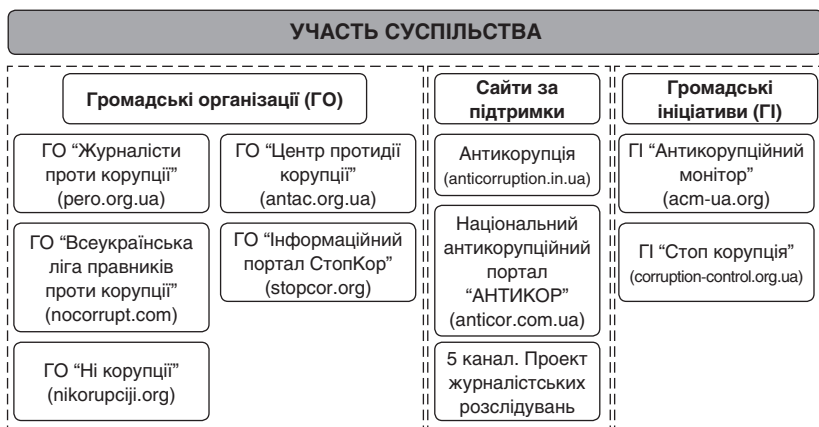 УЧАСТЬ СУСПІЛЬСТВА
Громадські організації (ГО)
ГО “Журналісти
проти корупції”
(pero.org.ua)
ГО “Центр протидії
корупції”
(antac.org.ua)
ГО “Всеукраїнська
ліга правників
проти корупції”
(nocorrupt.com)
ГО “Інформаційний
портал СтопКор”
(stopcor.org)
ГО “Ні корупції”
(nikorupciji.org)
Сайти за
підтримки
Антикорупція
(anticorruption.in.ua)
Національний
антикорупційний
портал
“АНТИКОР”
(anticor.com.ua)
5 канал. Проект
журналістських
розслідувань
Громадські
ініціативи (ГІ)
ГІ “Антикорупційний
монітор”
(acm-ua.org)
ГІ “Стоп корупція”
(corruption-control.org.ua)